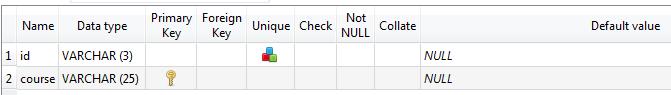 Name Data type Primary Key Foreign Key Unique Check Not NULL Collate Default value
1 id VARCHAR (3) NULL
2 course VARCHAR (25) NULL